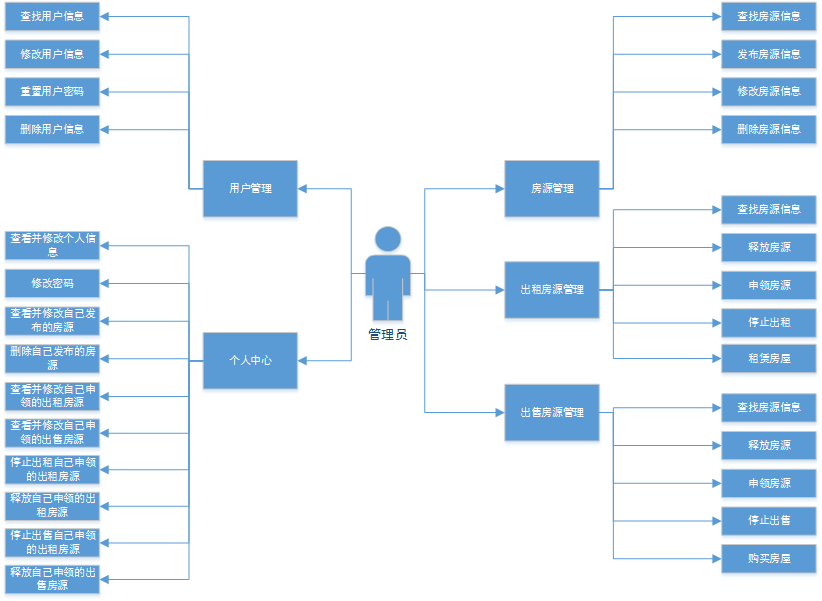 查找用户信息
修改用户信息
重置用户密码
删除用户信息
用户管理
查看并修改个人信
息
修改密码
查看并修改自己发
布的房源
删除自己发布的房
源
查看并修改自己申
领的出租房源
查看并修改自己申
领的出售房源
停止出租自己申领
的出租房源
释放自己申领的出
租房源
停止出售自己申领
的出租房源
释放自己申领的出
售房源
个人中心
管理员
房源管理
查找房源信息
发布房源信息
修改房源信息
删除房源信息
出租房源管理
查找房源信息
释放房源
申领房源
停止出租
租赁房屋
出售房源管理
查找房源信息
释放房源
申领房源
停止出售
购买房屋